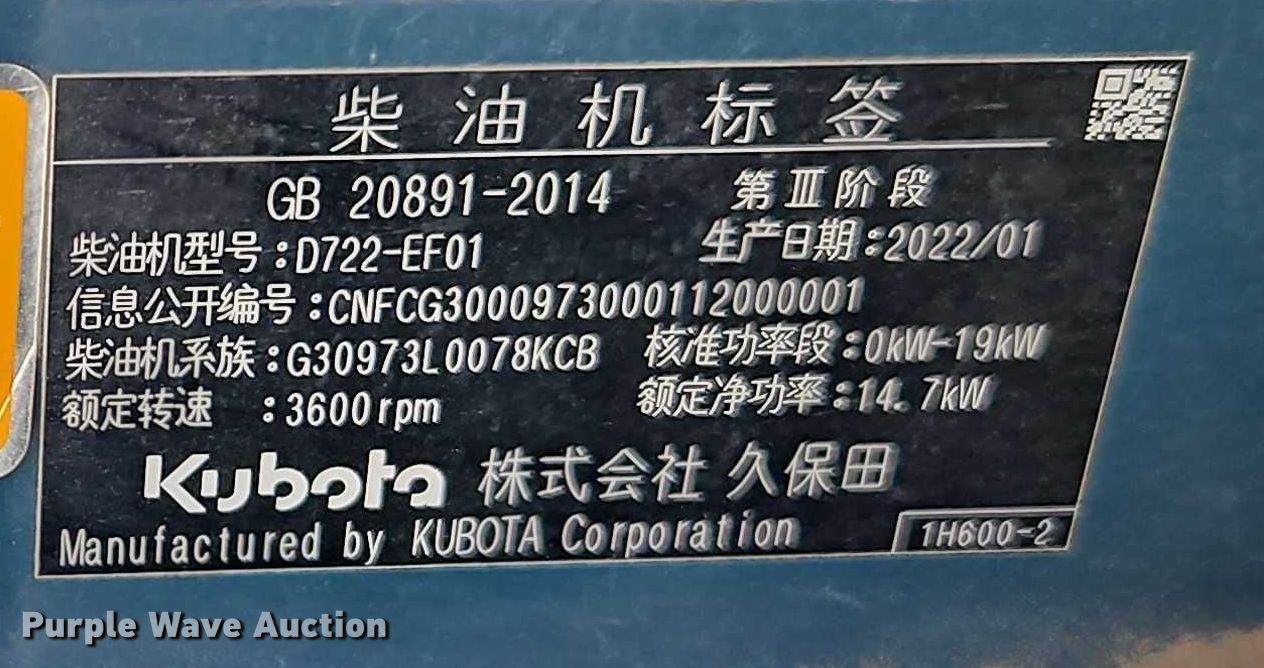 柴油机标签
GB 20891-2014 第Ⅲ阶段
柴油机型号:D722-EF01 生产日期:2022/01
信息公开编号:CNFCG3000973000112000001
柴油机系族:G30973L0078KCB 核准功率段:0kW-19kW
额定转速 :3600rpm 额定净功率:14.7kW
Kubota 株式会社 久保田
Manufactured by KUBOTA Corporation
1H600-2
Purple Wave Auction